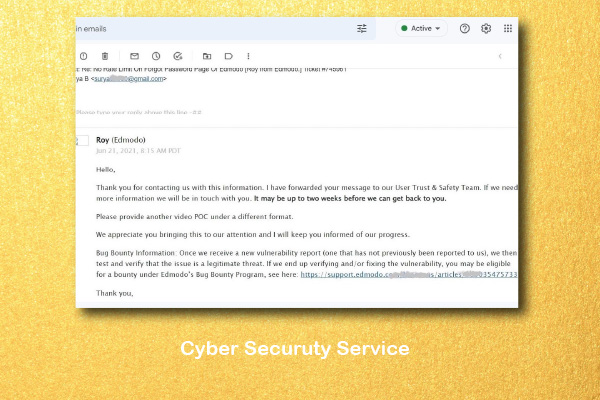 in emails
Active
Re: No Rate Limit On Forgot Password Page Of Edmodo [Roy from Edmodo.] Ticket #745961
ya B <surya @gmail.com>
Please type your reply above this line - ##
Roy (Edmodo)
Jun 21, 2021, 8:15 AM PDT
Hello,
Thank you for contacting us with this information. I have forwarded your message to our User Trust & Safety Team. If we need
more information we will be in touch with you. It may be up to two weeks before we can get back to you.
Please provide another video POC under a different format.
We appreciate you bringing this to our attention and I will keep you informed of our progress.
Bug Bounty Information: Once we receive a new vulnerability report (one that has not previously been reported to us), we then
test and verify that the issue is a legitimate threat. If we end up verifying and/or fixing the vulnerability, you may be eligible
for a bounty under Edmodo's Bug Bounty Program, see here: https://support.edmodo.co /articles 035475733
Thank you,
Cyber Securuty Service